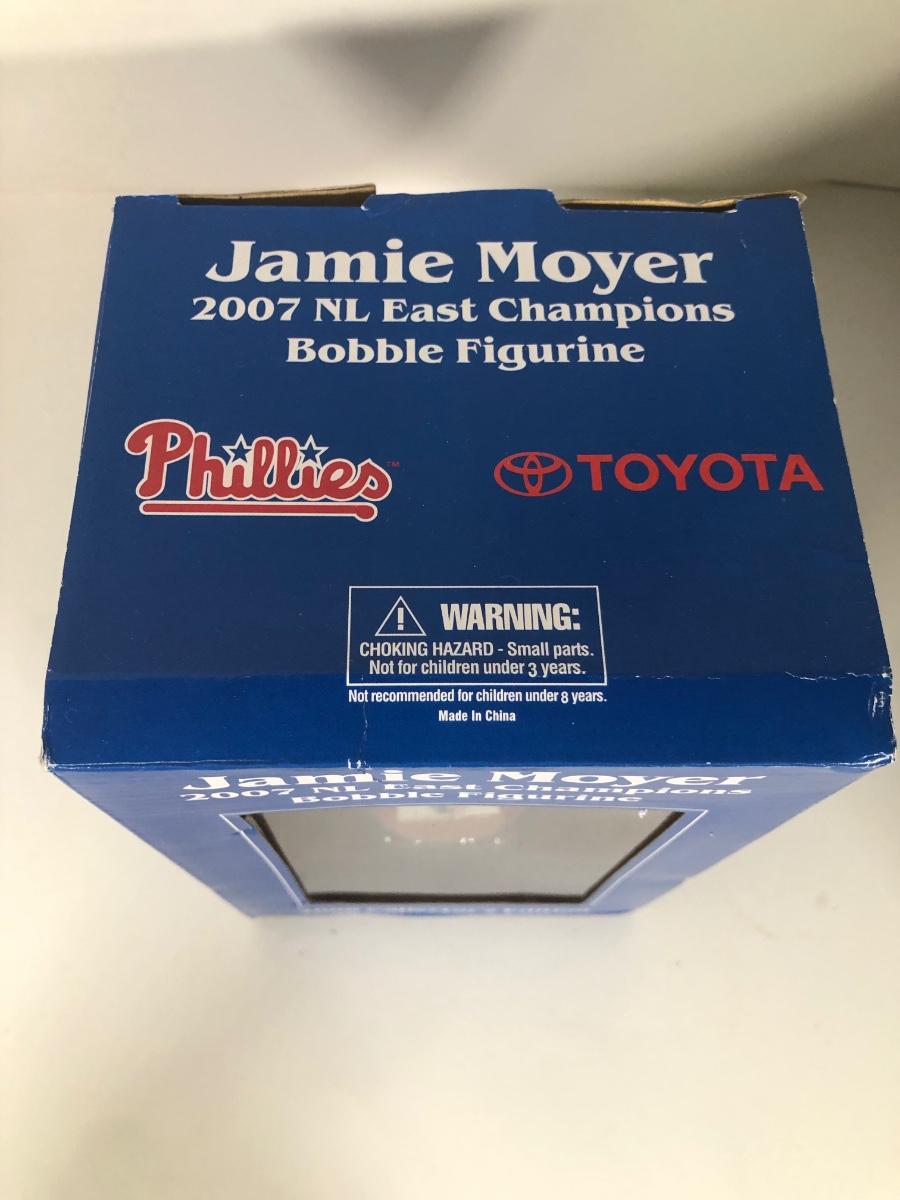 Jamie Moyer
2007 NL East Champions
Bobble Figurine
Phillies™
TOYOTA
WARNING:
CHOKING HAZARD - Small parts.
Not for children under 3 years.
Not recommended for children under 8 years.
Made In China
Jamie Moyer
2007 NL East Champions
Bobble Figurine